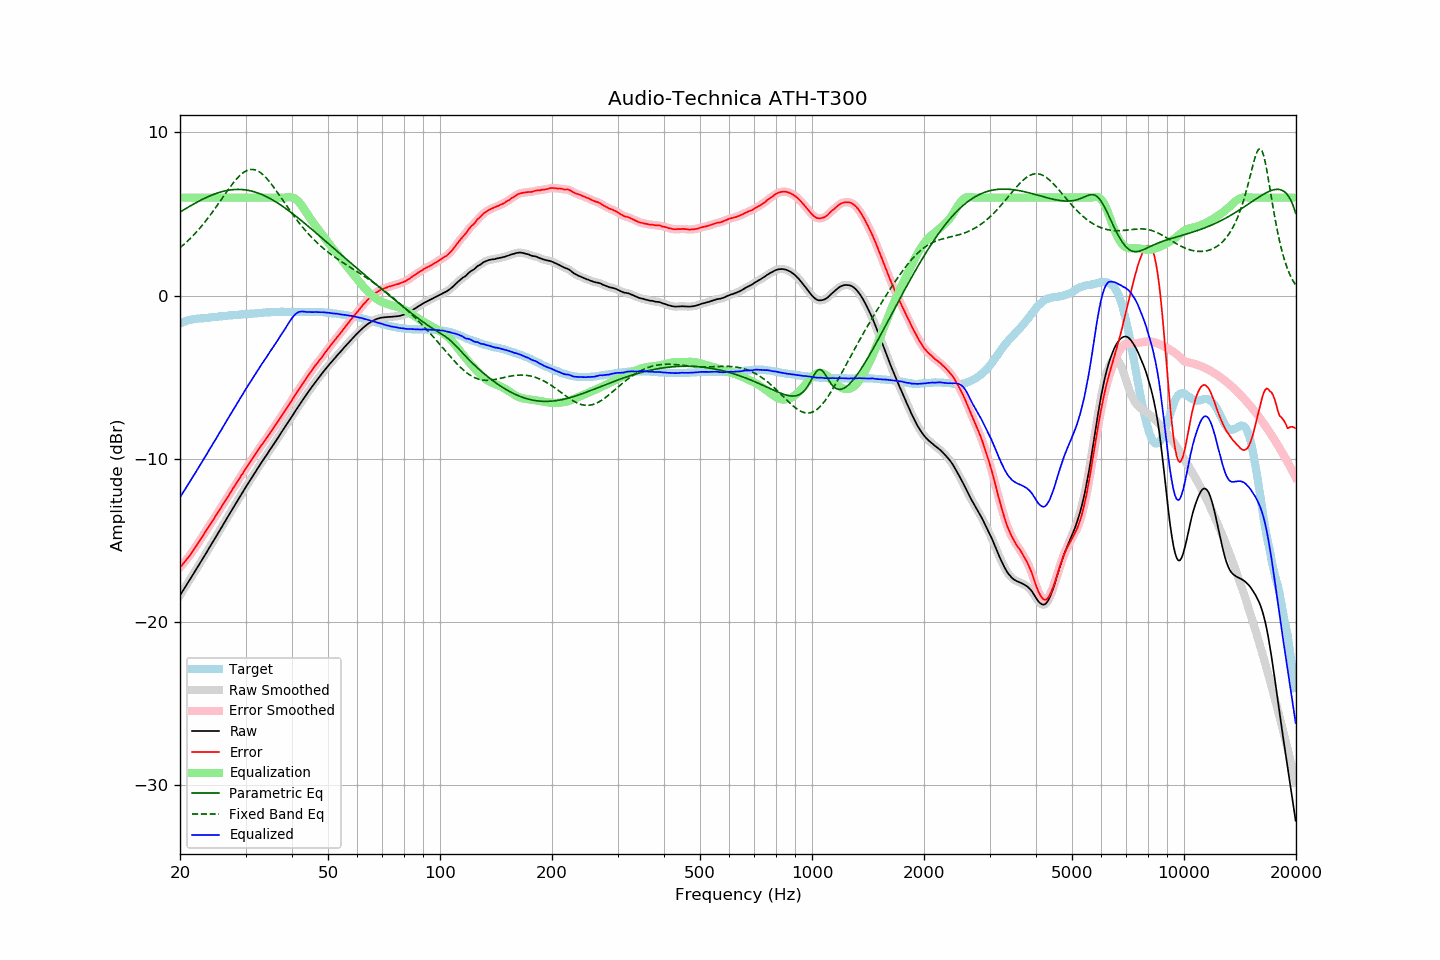 Audio-Technica ATH-T300
Amplitude (dBr)
10
0
−10
−20
−30
Target
Raw Smoothed
Error Smoothed
Raw
Error
Equalization
Parametric Eq
Fixed Band Eq
Equalized
20 50 100 200 500 1000 2000 5000 10000 20000
Frequency (Hz)